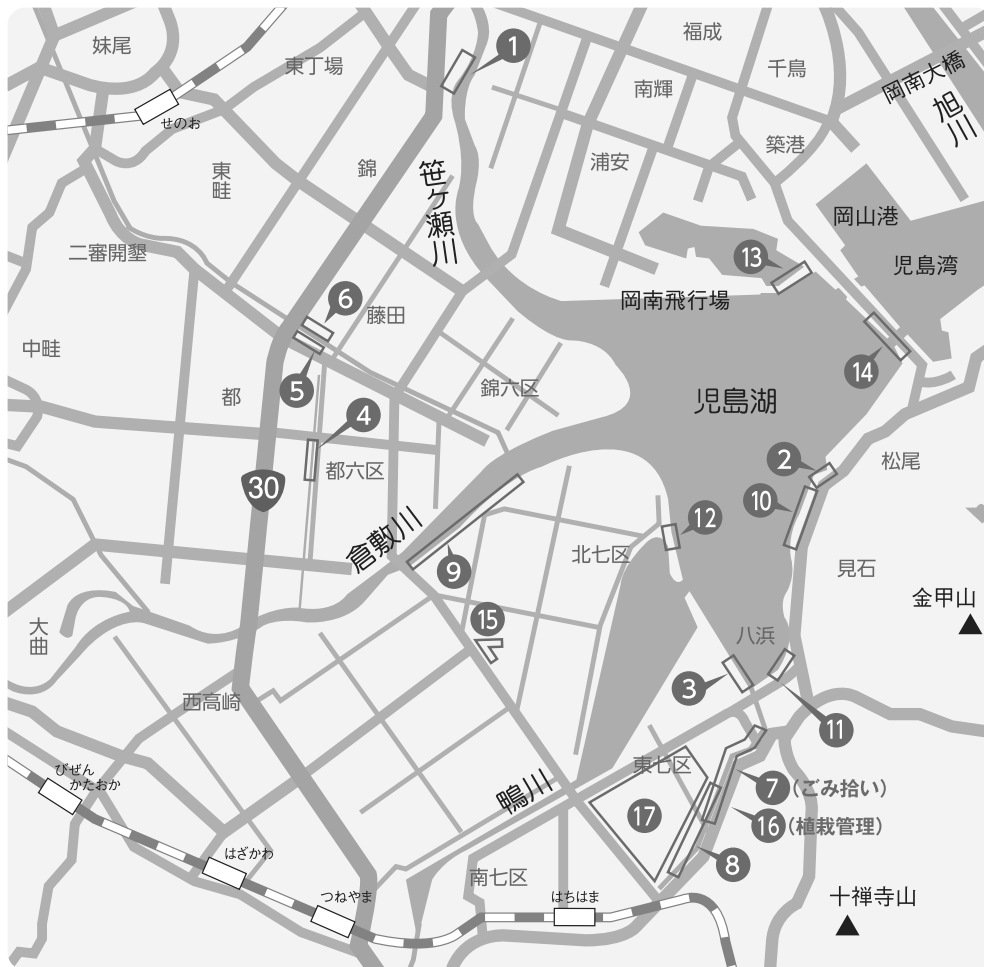 妹尾
東丁場
1
福成
千鳥
岡南大橋
旭川
南輝
せのお
築港
東畦
錦
笹ヶ瀬川
浦安
岡山港
二審開墾
13
児島湾
6
岡南飛行場
藤田
中畦
14
5
錦六区
都
児島湖
4
2
松尾
都六区
30
10
12
倉敷川
9
北七区
見石
金甲山
15
大曲
八浜
3
西高崎
11
びぜん
かたおか
東七区
7
(ごみ拾い)
鴨川
17
16
(植栽管理)
はざかわ
8
南七区
つねやま
はちはま
十禅寺山